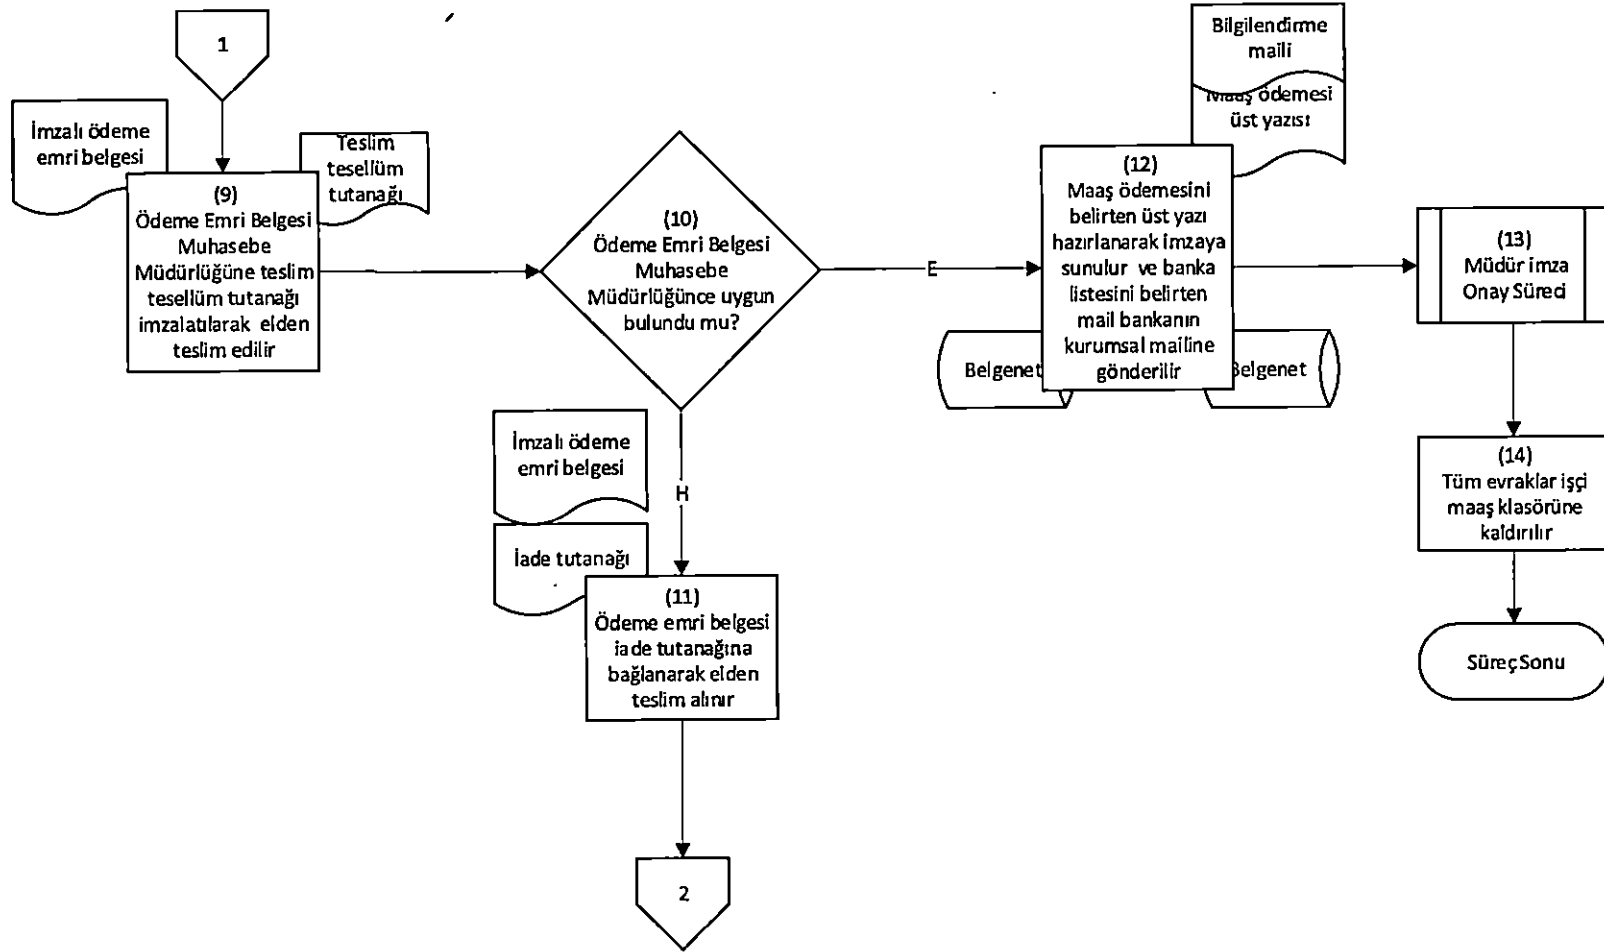 1
İmzalı ödeme
emri belgesi
Teslim
tesellüm
tutanağı
(9)
Ödeme Emri Belgesi
Muhasebe
Müdürlüğüne teslim
tesellüm tutanağı
imzalatılarak elden
teslim edilir
(10)
Ödeme Emri Belgesi
Muhasebe
Müdürlüğünce uygun
bulundu mu?
E
H
İmzalı ödeme
emri belgesi
İade tutanağı
(11)
Ödeme emri belgesi
iade tutanağına
bağlanarak elden
teslim alınır
2
Bilgilendirme
maili
Maaş ödemesi
üst yazısı
(12)
Maaş ödemesini
belirten üst yazı
hazırlanarak imzaya
sunulur ve banka
listesini belirten
mail bankanın
kurumsal mailine
gönderilir
Belgenet
Belgenet
(13)
Müdür imza
Onay Süreci
(14)
Tüm evraklar işçi
maaş klasörüne
kaldırılır
Süreç Sonu